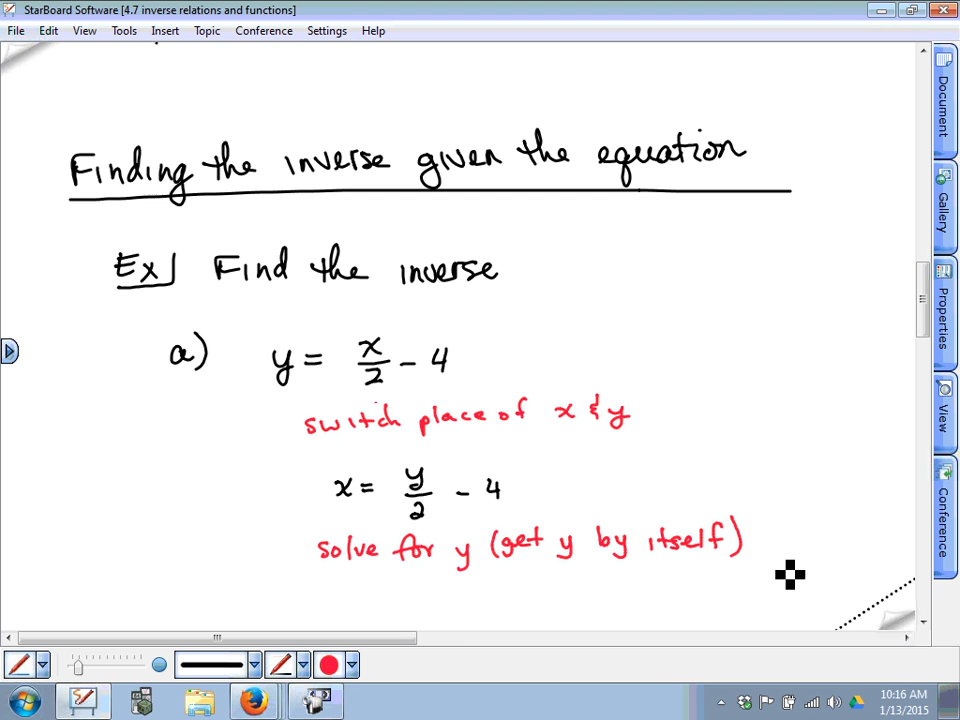 StarBoard Software [4.7 inverse relations and functions]
File Edit View Tools Insert Topic Conference Settings Help
Finding the inverse given the equation
Ex] Find the inverse
a) y = x/2 - 4
switch place of x & y
x = y/2 - 4
solve for y (get y by itself)
Document
Gallery
Properties
View
Conference
10:16 AM
1/13/2015